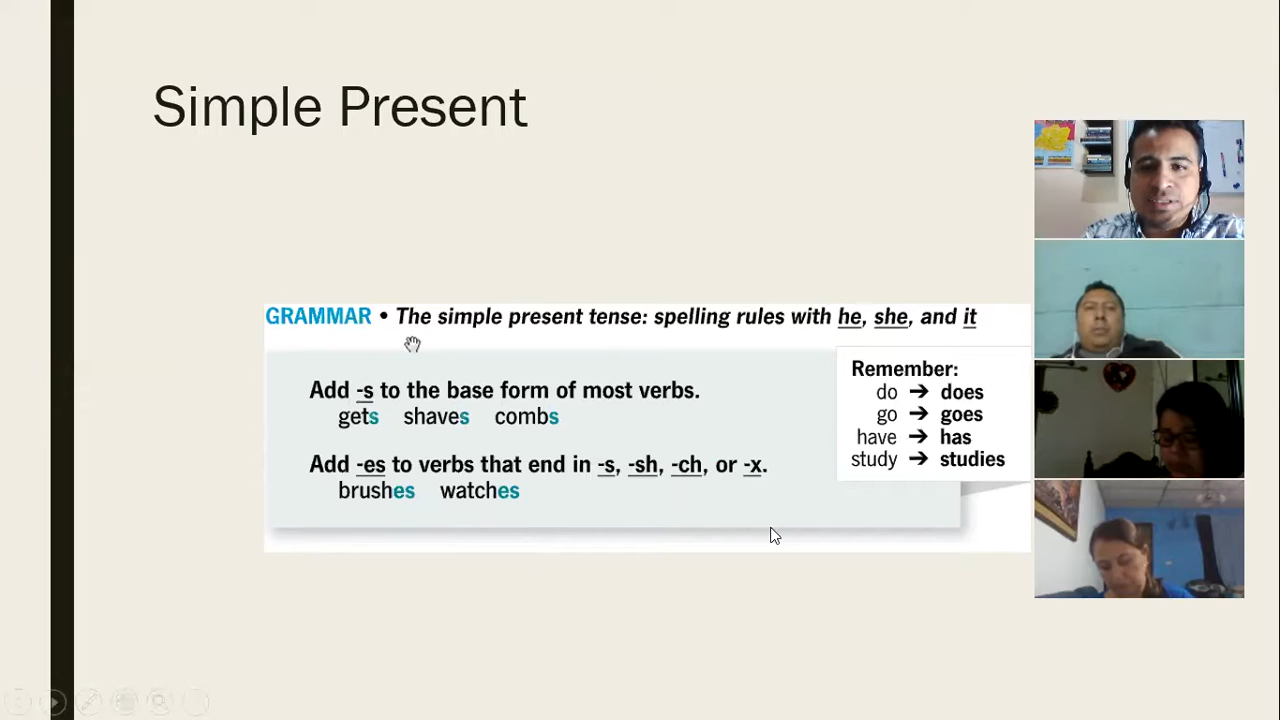 Simple Present
GRAMMAR • The simple present tense: spelling rules with he, she, and it
Add -s to the base form of most verbs.
gets shaves combs
Add -es to verbs that end in -s, -sh, -ch, or -x.
brushes watches
Remember:
do → does
go → goes
have → has
study → studies